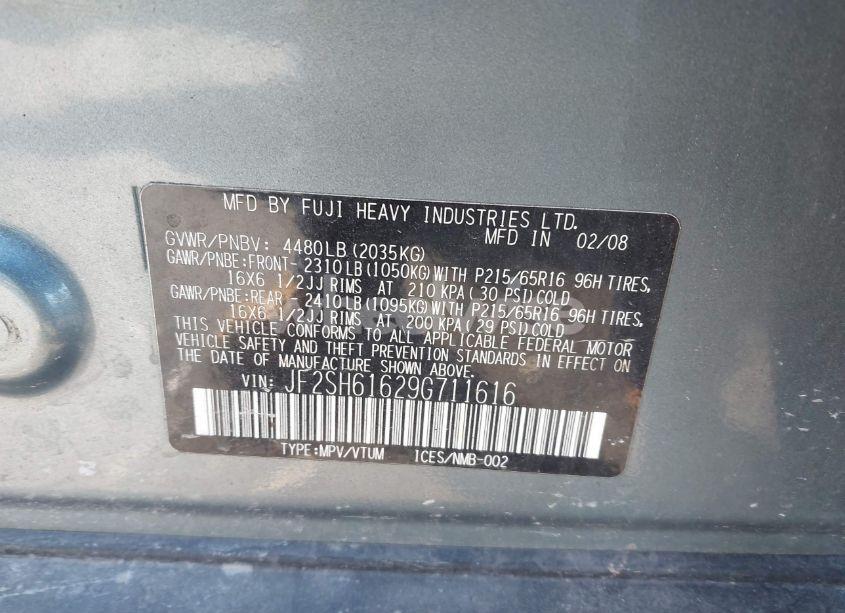 MFD BY FUJI HEAVY INDUSTRIES LTD.
MFD IN 02/08
GVWR/PNBV: 4480LB(2035KG)
GAWR/PNBE:FRONT- 2310LB(1050KG)WITH P215/65R16 96H TIRES,
16X6 1/2JJ RIMS AT 210 KPA(30 PSI)COLD
GAWR/PNBE:REAR- 2410LB(1095KG)WITH P215/65R16 96H TIRES,
16X6 1/2JJ RIMS AT 200 KPA(29 PSI)COLD
THIS VEHICLE CONFORMS TO ALL APPLICABLE FEDERAL MOTOR
VEHICLE SAFETY AND THEFT PREVENTION STANDARDS IN EFFECT ON
THE DATE OF MANUFACTURE SHOWN ABOVE.
VIN: JF2SH61629G711616
TYPE:MPV/VTUM ICES/NMB-002